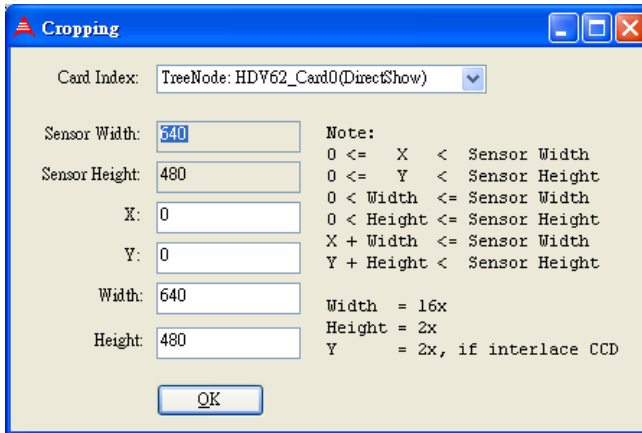 Cropping
Card Index: TreeNode: HDV62_Card0(DirectShow)
Sensor Width: 640
Sensor Height: 480
X: 0
Y: 0
Width: 640
Height: 480
Note:
0 <= X < Sensor Width
0 <= Y < Sensor Height
0 < Width <= Sensor Width
0 < Height <= Sensor Height
X + Width <= Sensor Width
Y + Height < Sensor Height
Width = 16x
Height = 2x
Y = 2x, if interlace CCD
OK